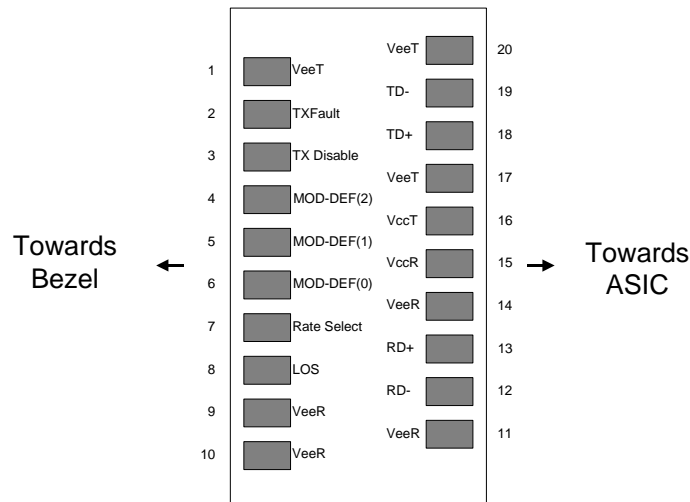 VeeT 20
1 VeeT
TD- 19
2 TXFault
TD+ 18
3 TX Disable
VeeT 17
4 MOD-DEF(2)
VccT 16
5 MOD-DEF(1)
VccR 15
6 MOD-DEF(0)
VeeR 14
7 Rate Select
RD+ 13
8 LOS
RD- 12
9 VeeR
VeeR 11
10 VeeR
Towards
Bezel
Towards
ASIC